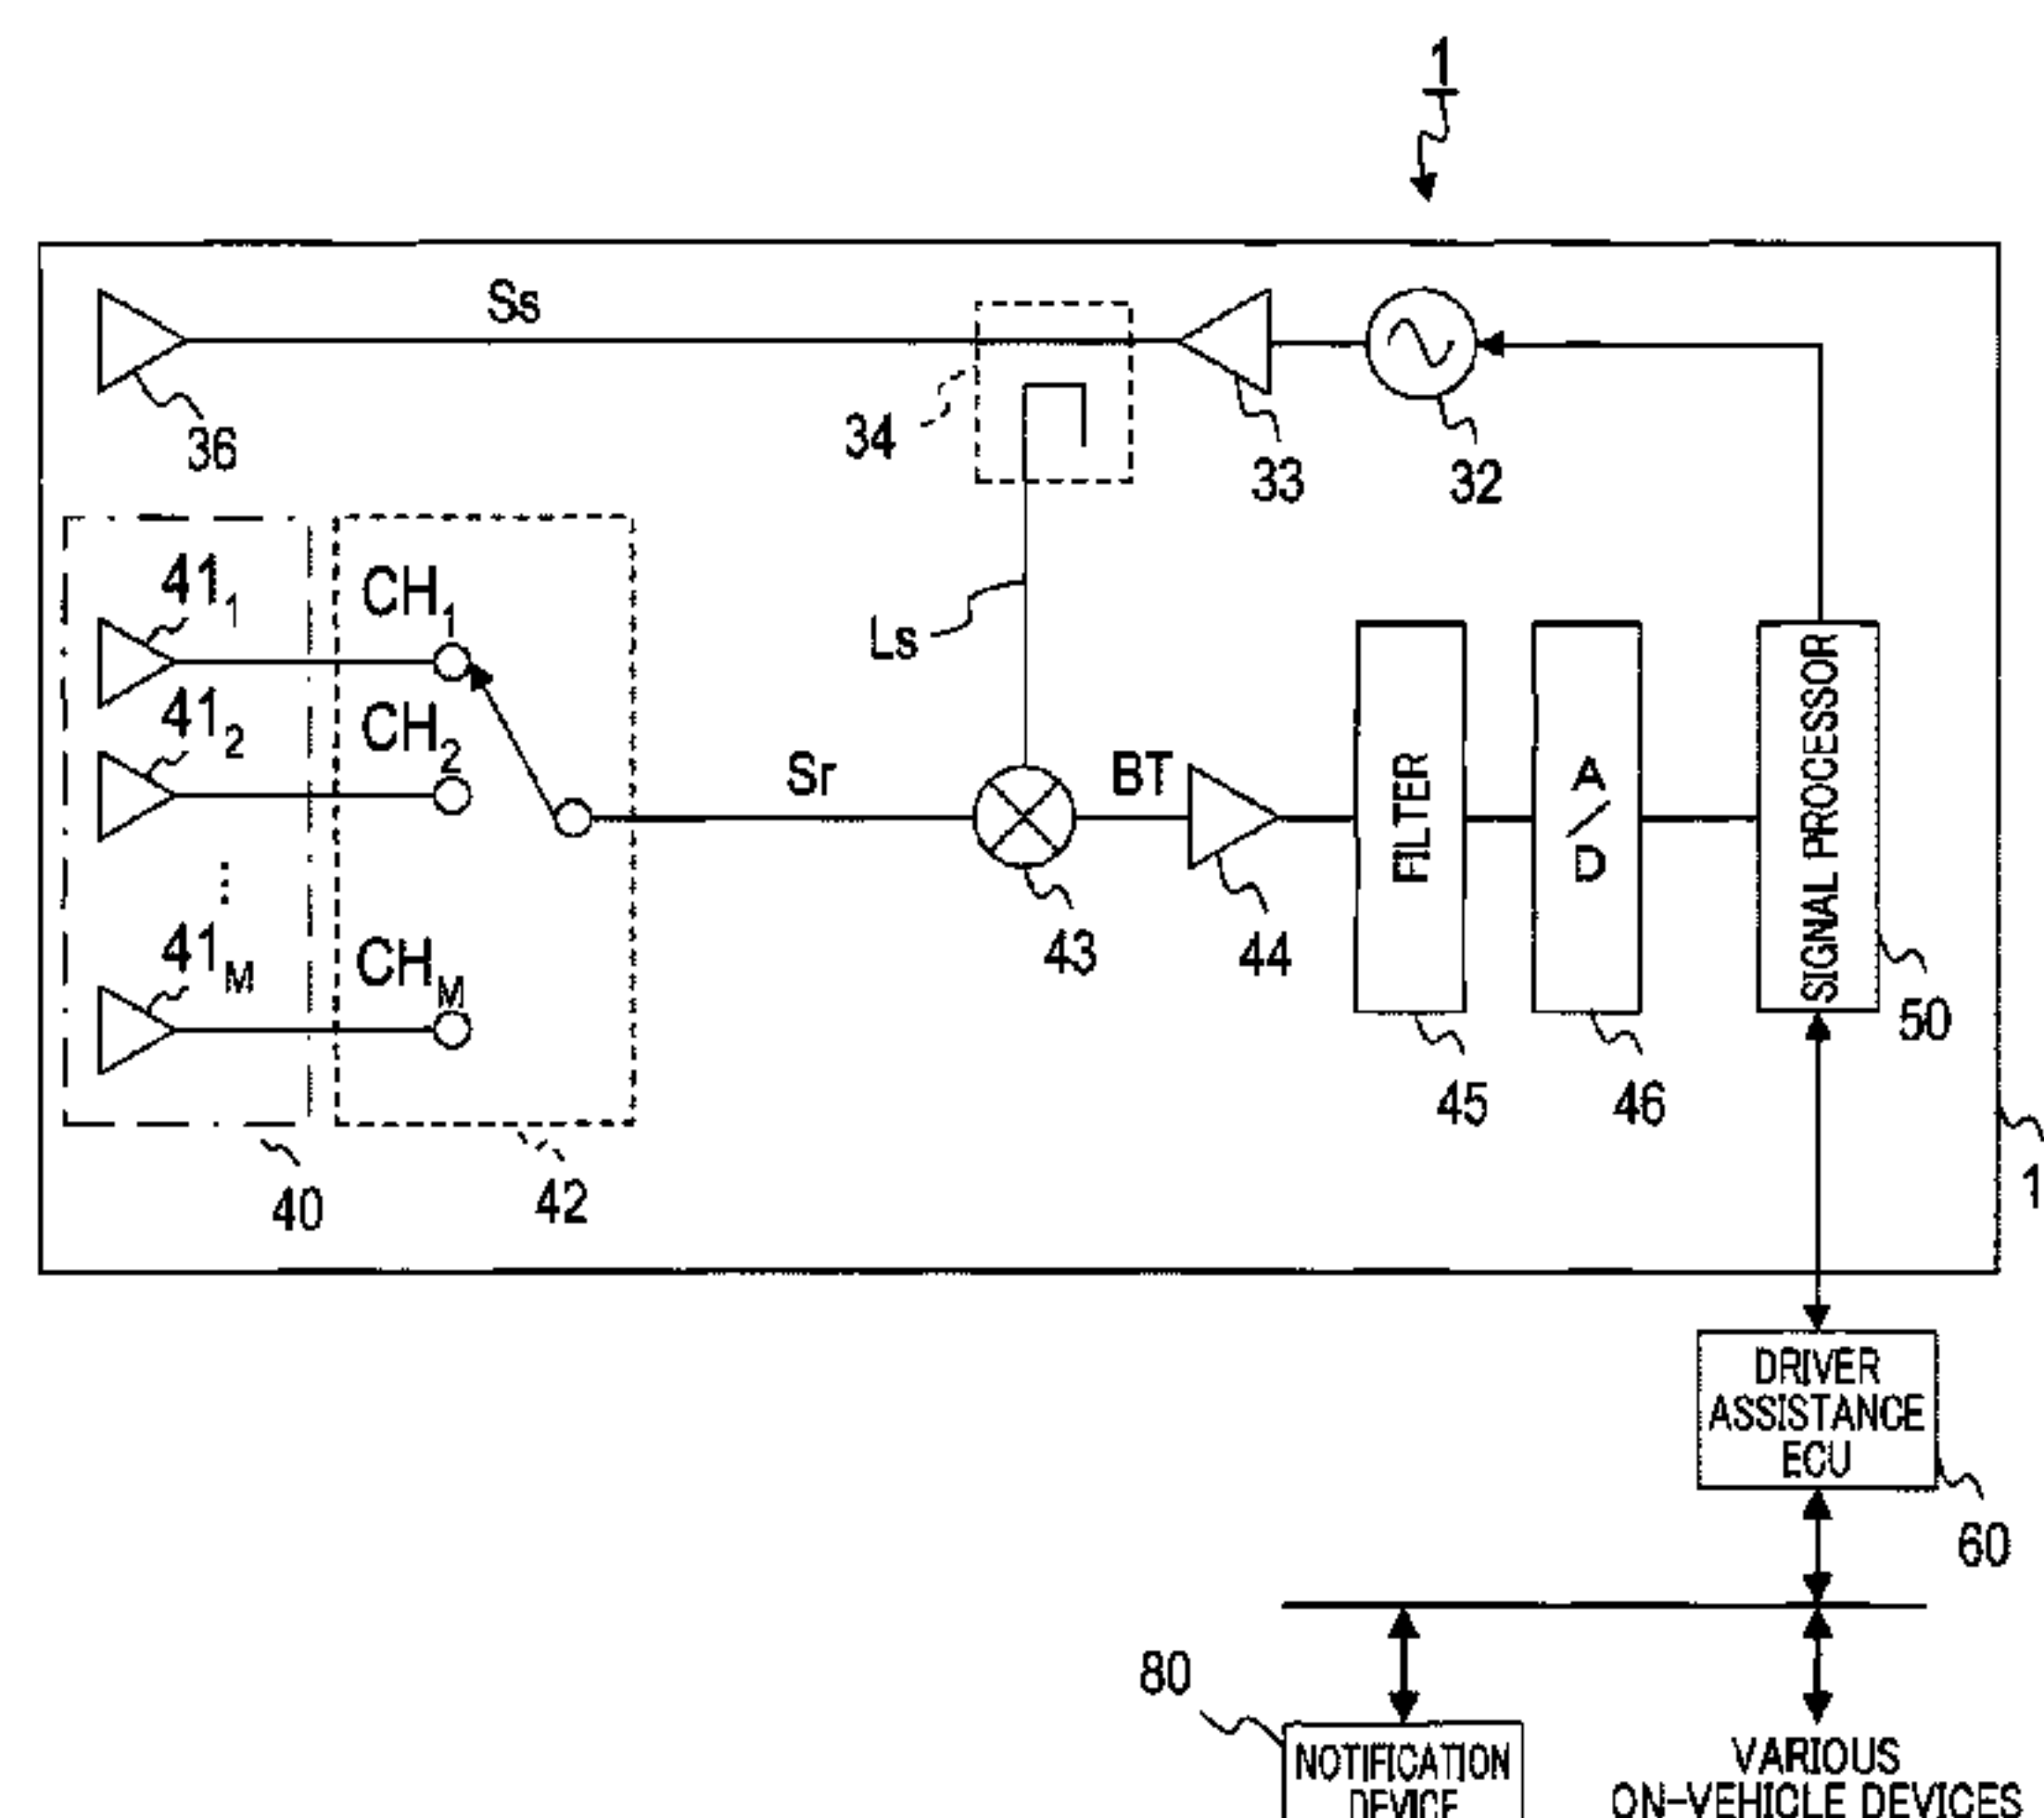 1
Ss
36
34
33
32
41₁
CH₁
41₂
CH₂
41M
CHM
Ls
Sr
BT
43
44
FILTER
45
A/D
46
SIGNAL PROCESSOR
50
40
42
1
DRIVER
ASSISTANCE
ECU
60
80
NOTIFICATION
DEVICE
VARIOUS
ON-VEHICLE DEVICES